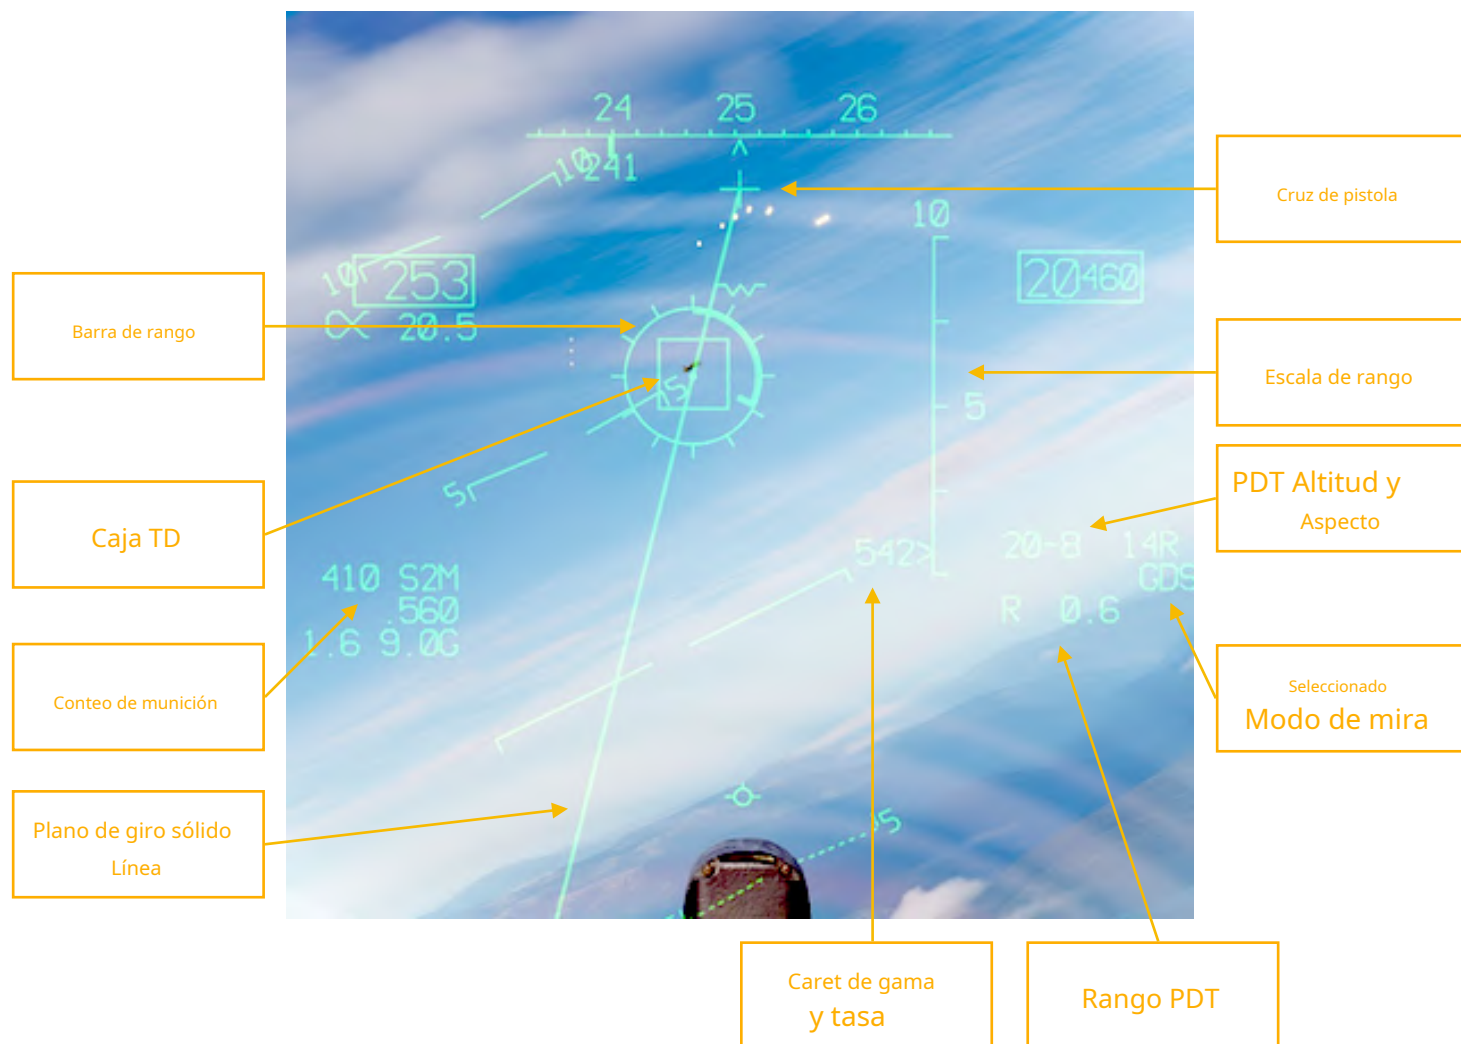 24 25 26
10 241
Cruz de pistola
10
10 253
20460
α 20.5
Barra de rango
Escala de rango
5
5
5
PDT Altitud y
Aspecto
Caja TD
542>
20-8 14R
GDS
410 S2M
.560
R 0.6
1.6 9.0G
Conteo de munición
Seleccionado
Modo de mira
Plano de giro sólido
Línea
5
Caret de gama
y tasa
Rango PDT